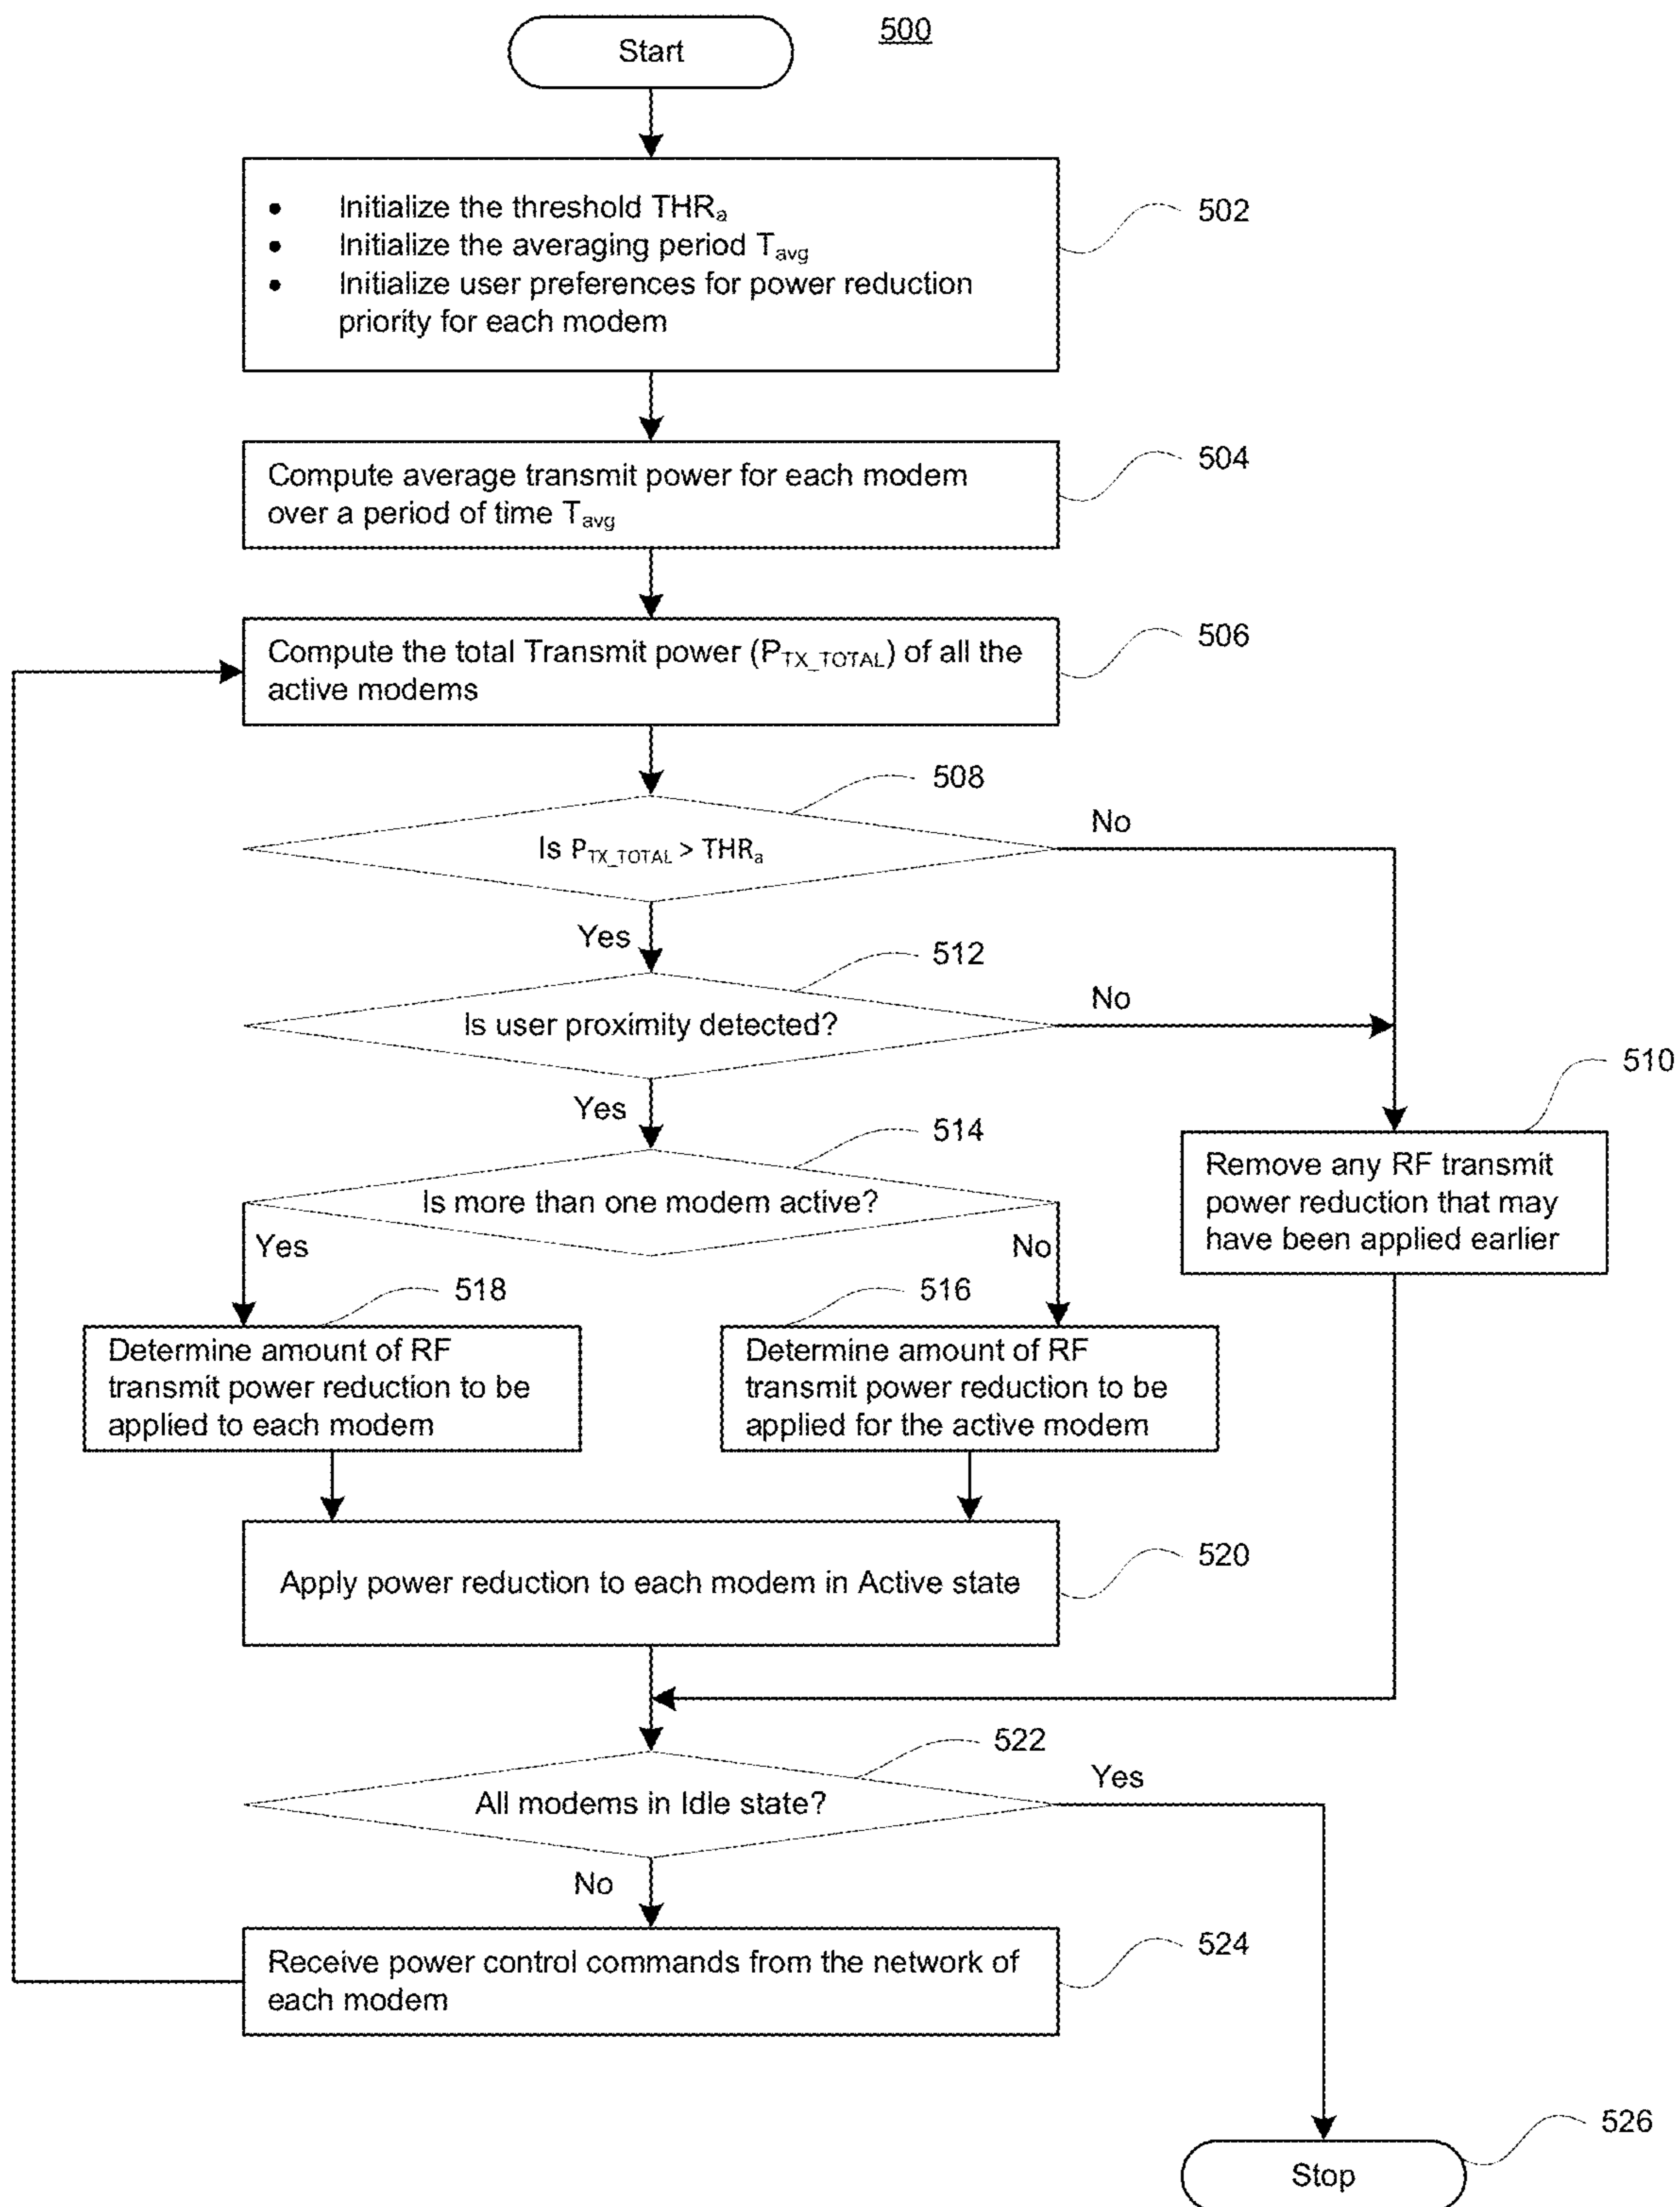 500
Start
• Initialize the threshold THRa
• Initialize the averaging period Tavg
• Initialize user preferences for power reduction
priority for each modem
502
Compute average transmit power for each modem
over a period of time Tavg
504
Compute the total Transmit power (PTX_TOTAL) of all the
active modems
506
508
Is PTX_TOTAL > THRa
No
Yes
512
Is user proximity detected?
No
Yes
510
Remove any RF transmit
power reduction that may
have been applied earlier
514
Is more than one modem active?
Yes
No
518
Determine amount of RF
transmit power reduction to be
applied to each modem
516
Determine amount of RF
transmit power reduction to be
applied for the active modem
Apply power reduction to each modem in Active state
520
522
All modems in Idle state?
Yes
No
Receive power control commands from the network of
each modem
524
526
Stop